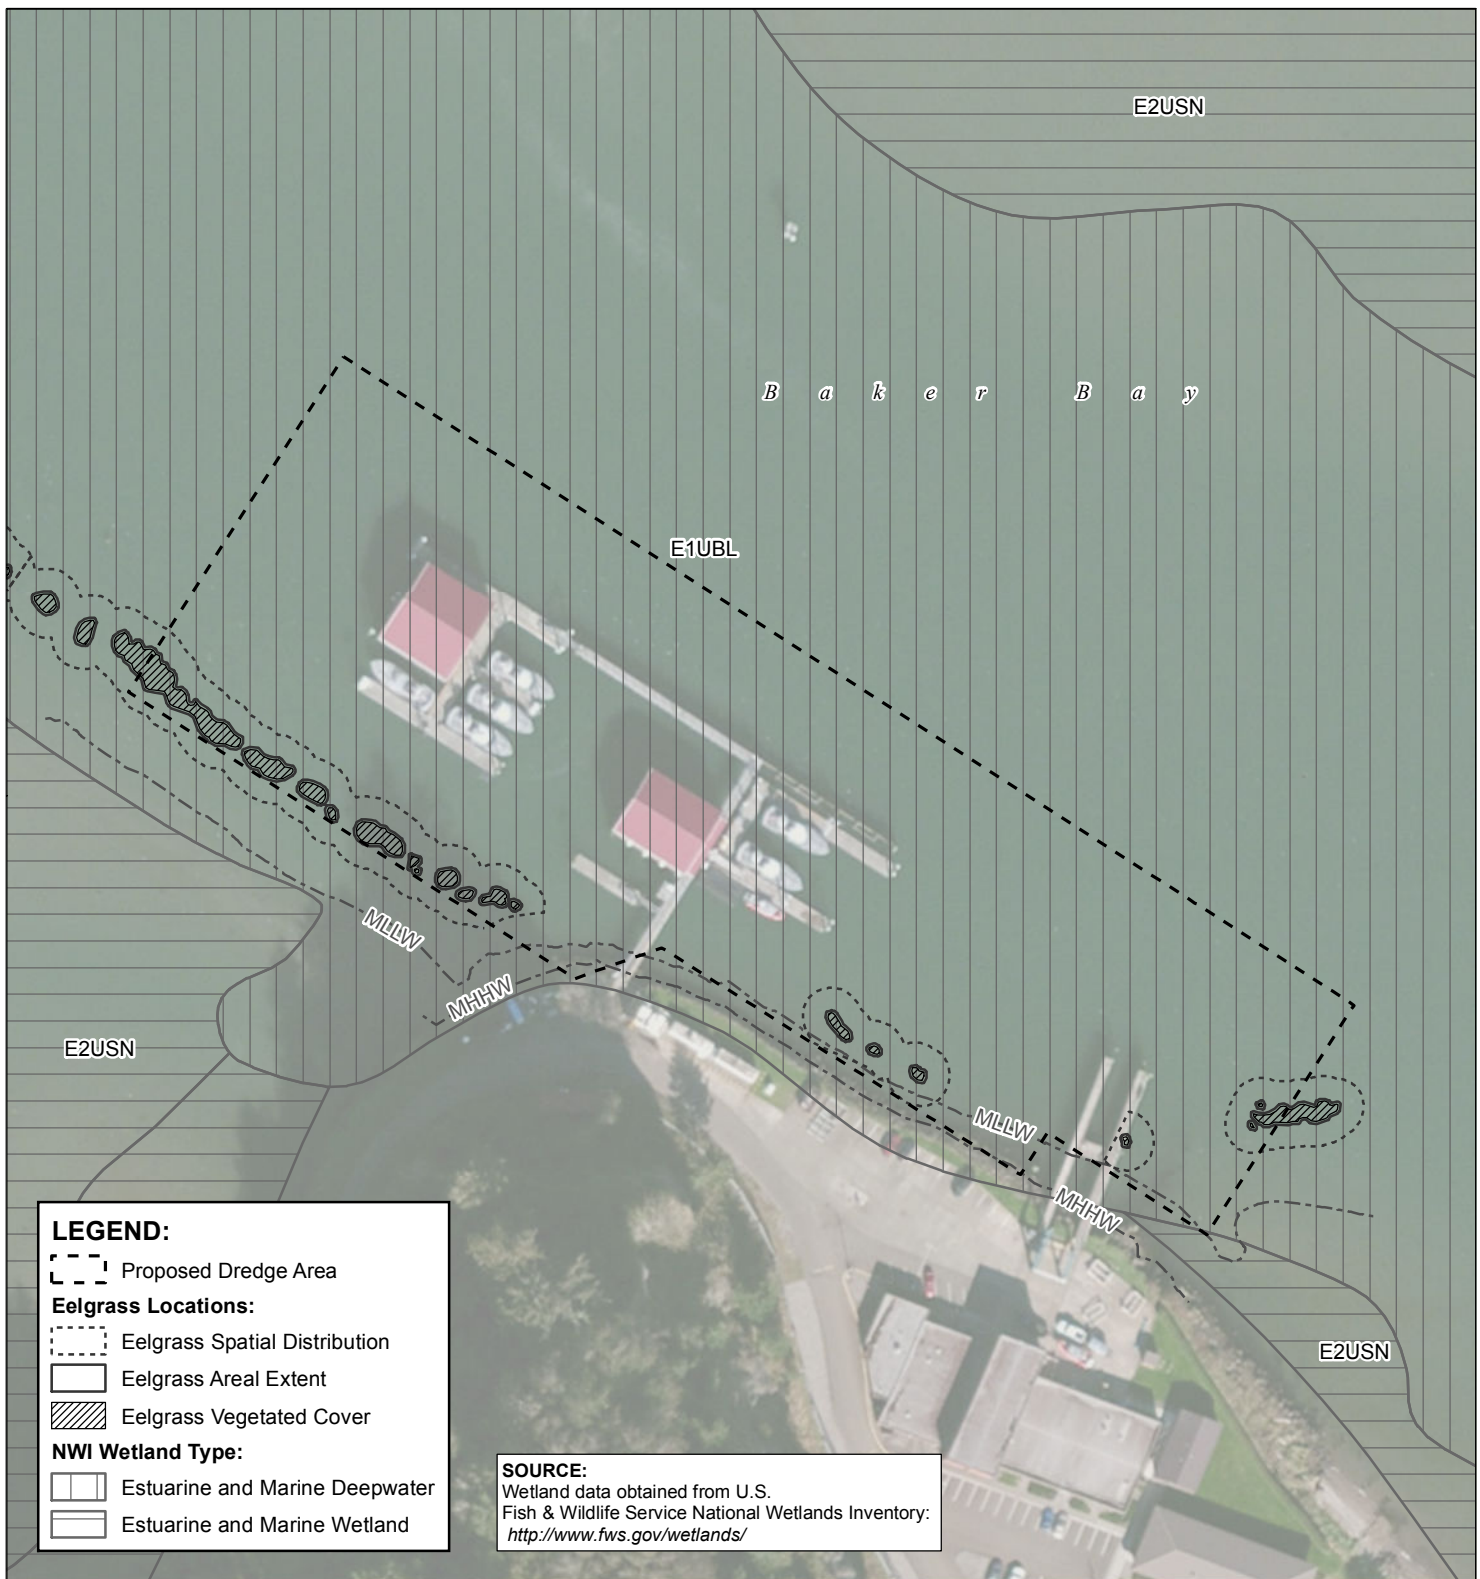 E2USN
B a k e r B a y
E1UBL
MLLW
MHHW
E2USN
MLLW
MHHW
E2USN
LEGEND:
Proposed Dredge Area
Eelgrass Locations:
Eelgrass Spatial Distribution
Eelgrass Areal Extent
Eelgrass Vegetated Cover
NWI Wetland Type:
Estuarine and Marine Deepwater
Estuarine and Marine Wetland
SOURCE:
Wetland data obtained from U.S.
Fish & Wildlife Service National Wetlands Inventory:
http://www.fws.gov/wetlands/